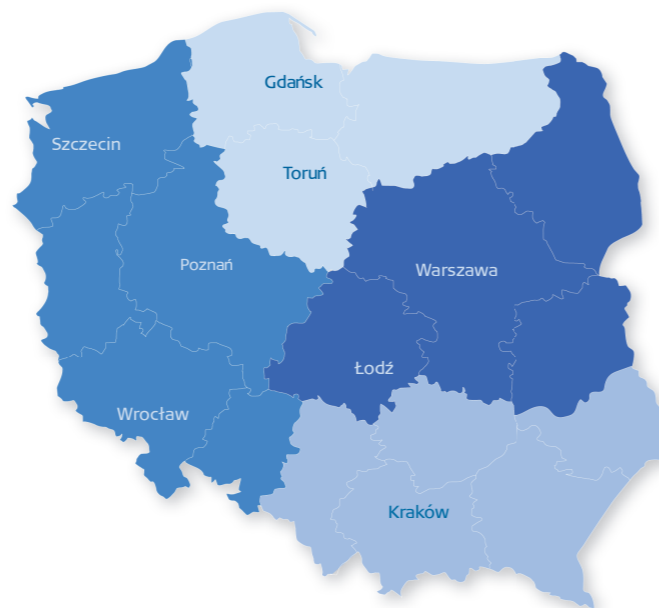 Gdańsk
Szczecin
Toruń
Poznań
Warszawa
Łodź
Wrocław
Kraków